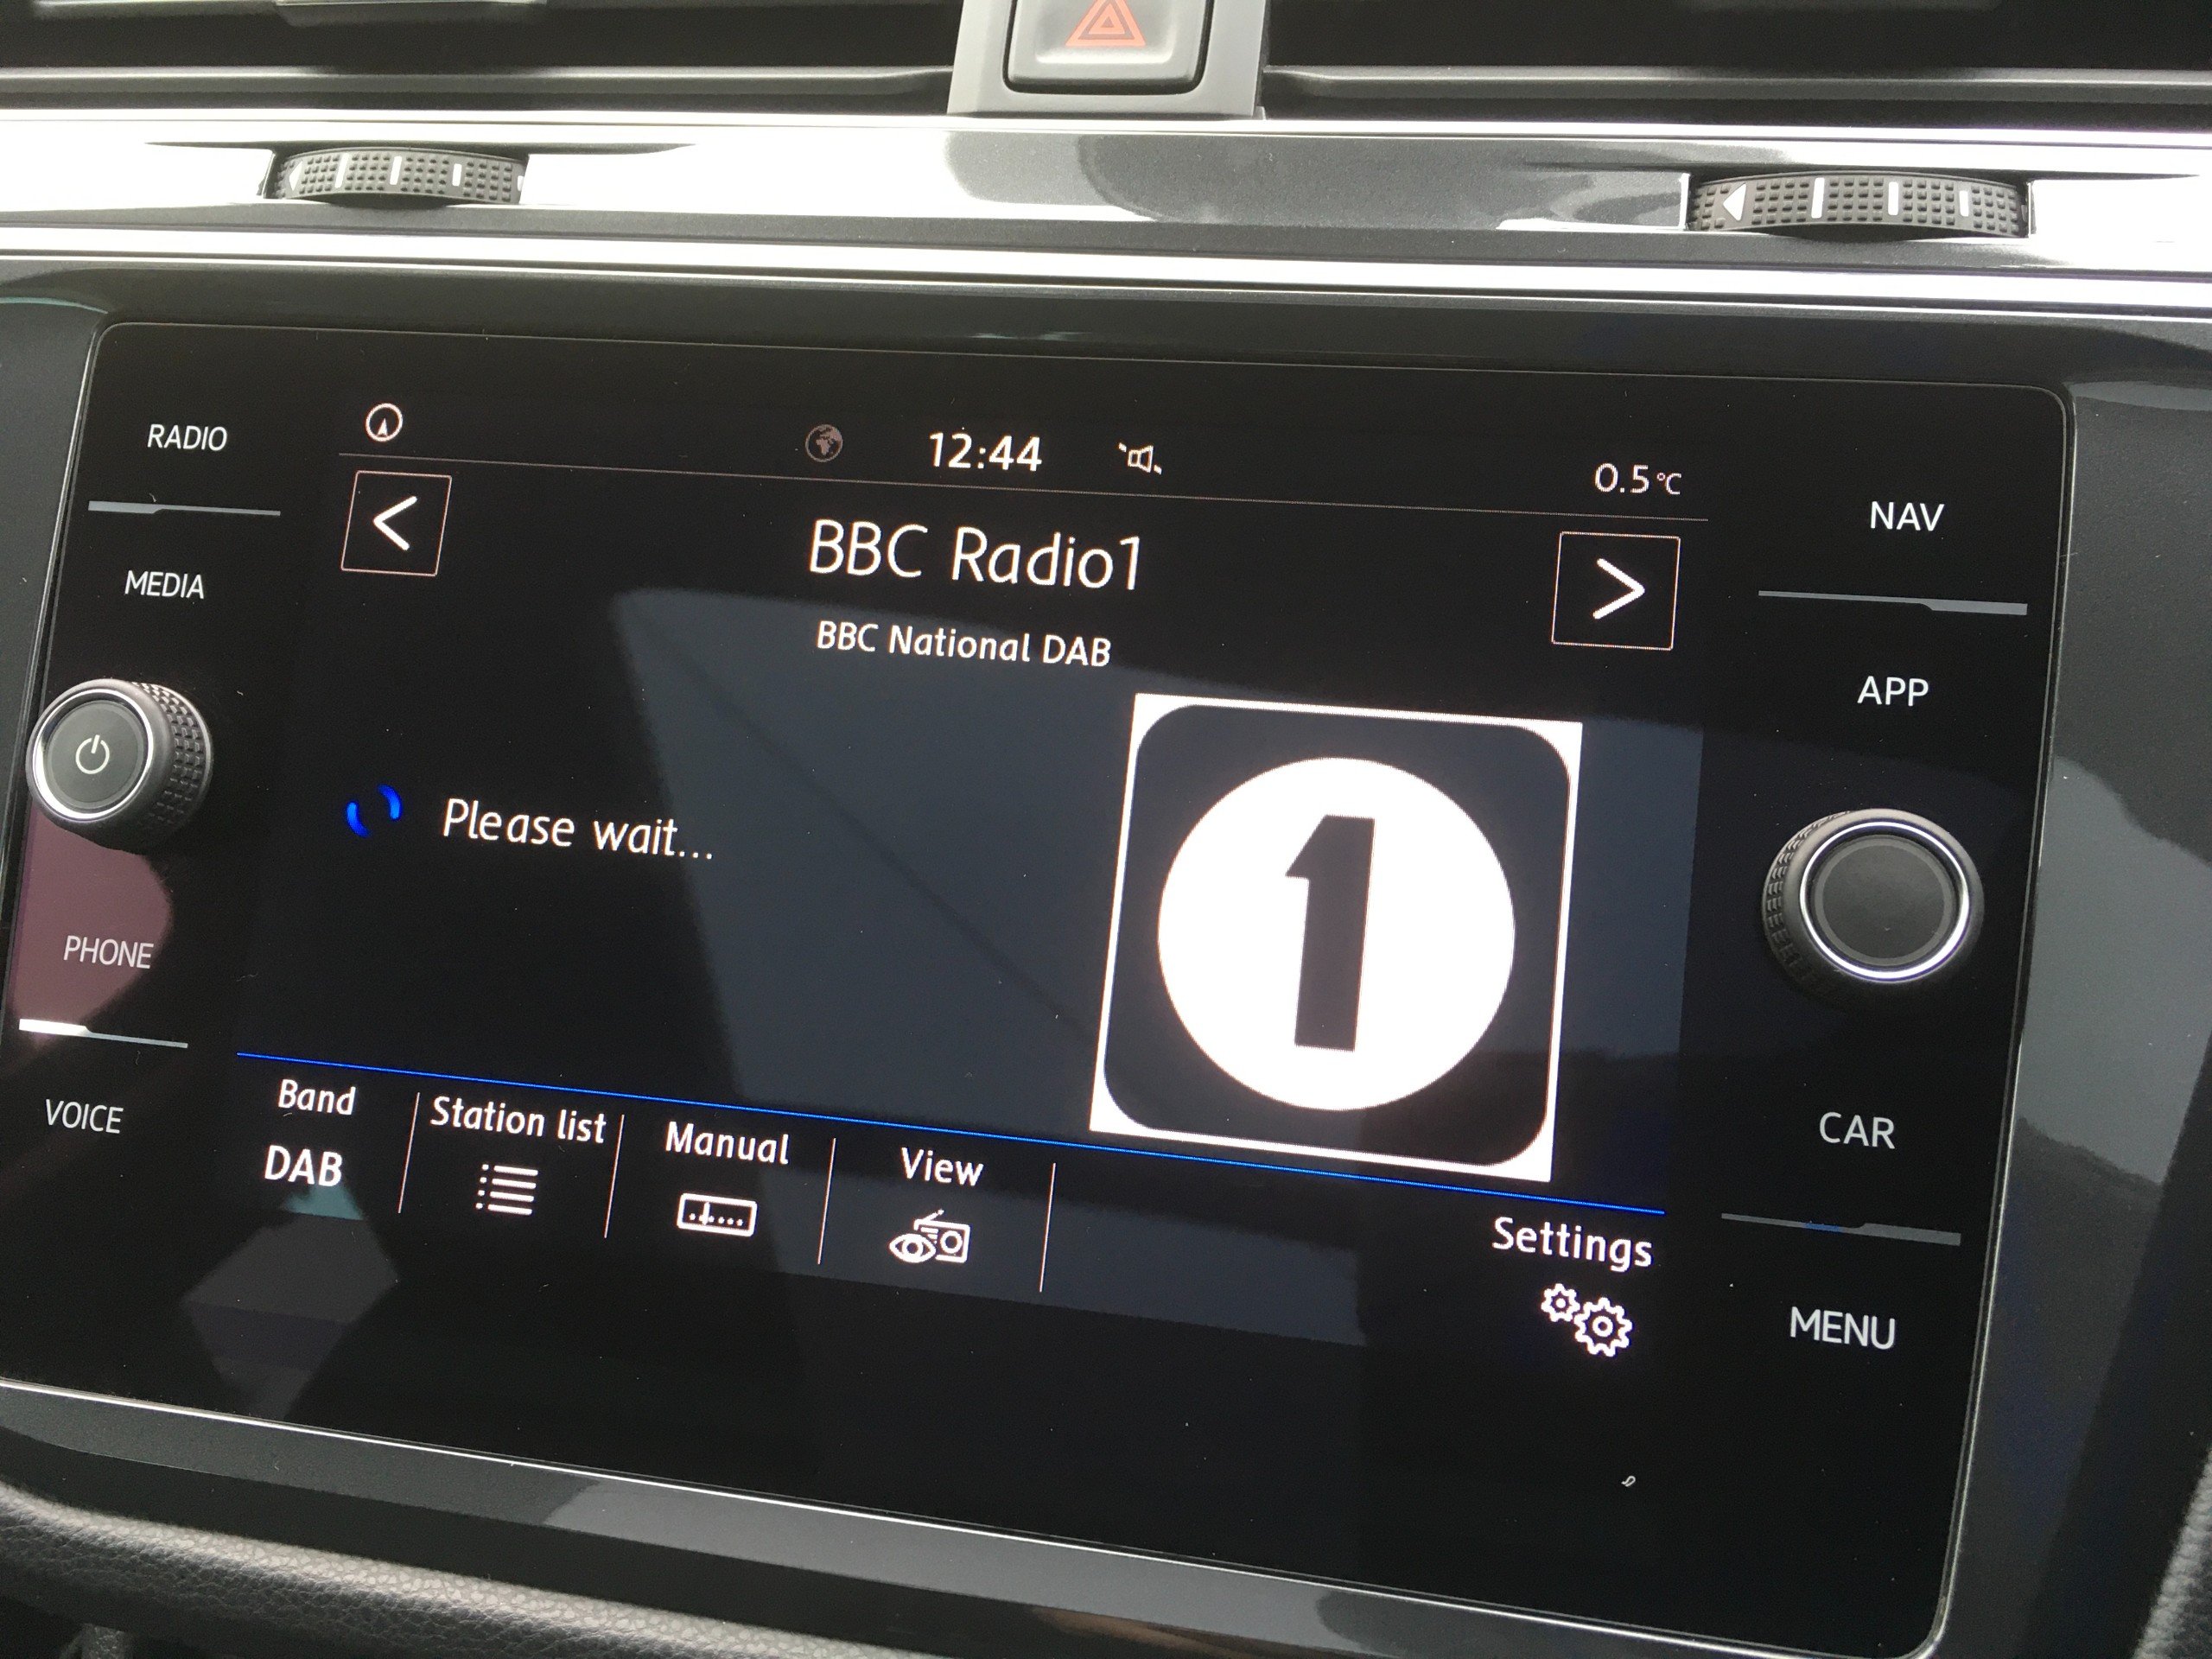 RADIO
MEDIA
PHONE
VOICE
12:44
0.5°C
<
BBC Radio1
>
BBC National DAB
Please wait...
1
Band
DAB
Station list
Manual
View
Settings
NAV
APP
CAR
MENU